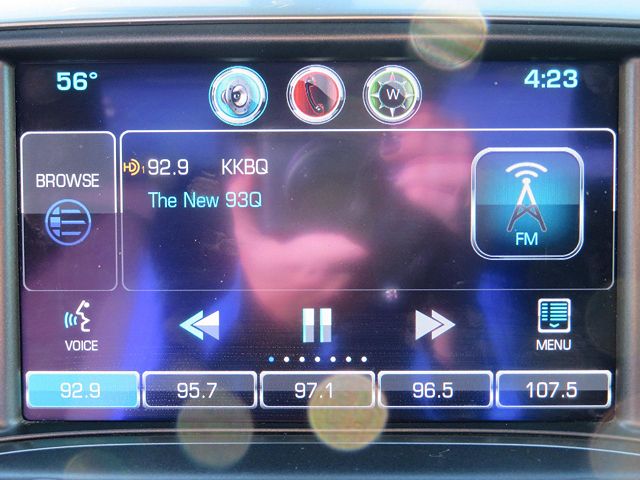 56°
4:23
W
BROWSE
HD1 92.9 KKBQ
The New 93Q
FM
VOICE
MENU
92.9 95.7 97.1 96.5 107.5